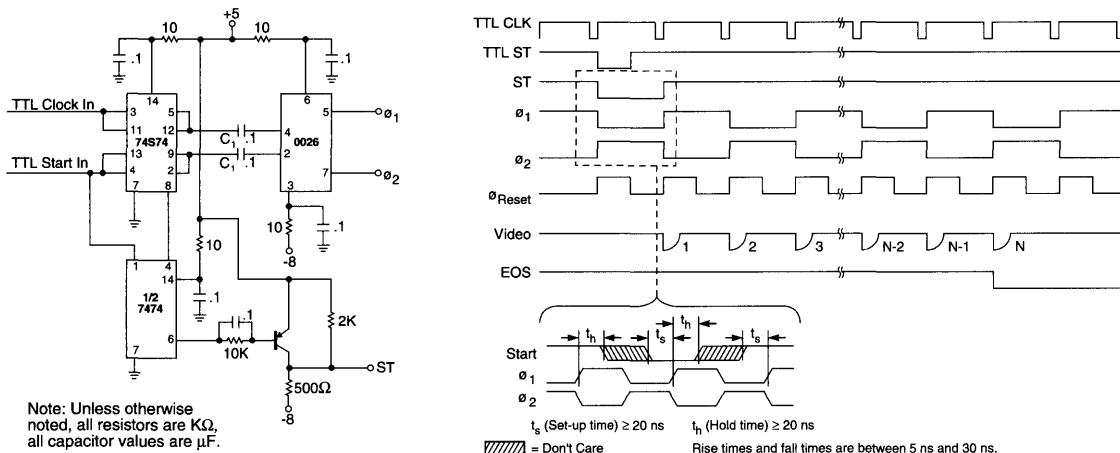 +5
10
10
.1
.1
14
6
TTL Clock In
3
5
5
ø1
11
12
C1
.1
4
74S74
0026
TTL Start In
13
9
C1
.1
2
4
2
7
ø2
7
8
3
10
.1
-8
10
1
4
14
.1
1/2
7474
2K
6
.1
10K
7
ST
500Ω
-8
Note: Unless otherwise
noted, all resistors are KΩ,
all capacitor values are µF.
TTL CLK
TTL ST
ST
ø1
ø2
øReset
Video
1
2
3
N-2
N-1
N
EOS
th
ts
th
ts
Start
ø1
ø2
ts (Set-up time) ≥ 20 ns
th (Hold time) ≥ 20 ns
= Don't Care
Rise times and fall times are between 5 ns and 30 ns.